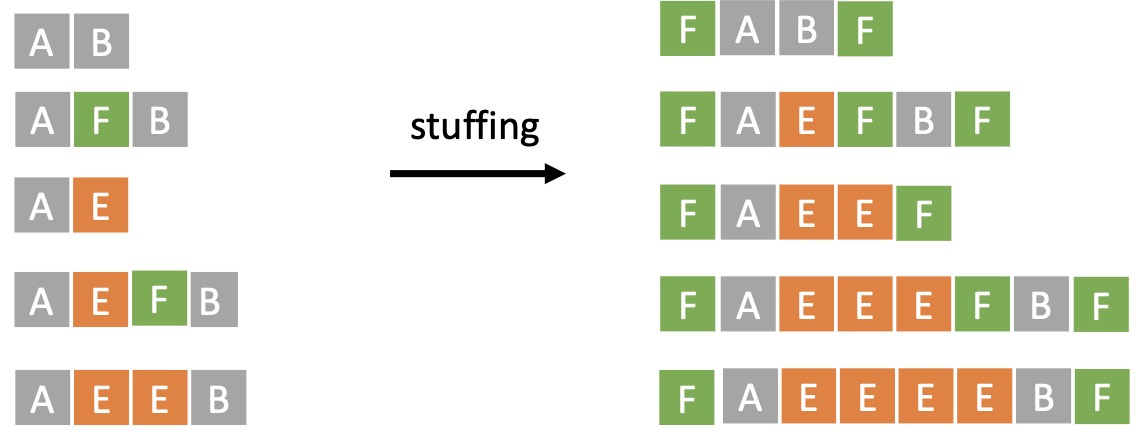 A B
F A B F
A F B
F A E F B F
stuffing
A E
F A E E F
A E F B
F A E E E F B F
A E E B
F A E E E E B F